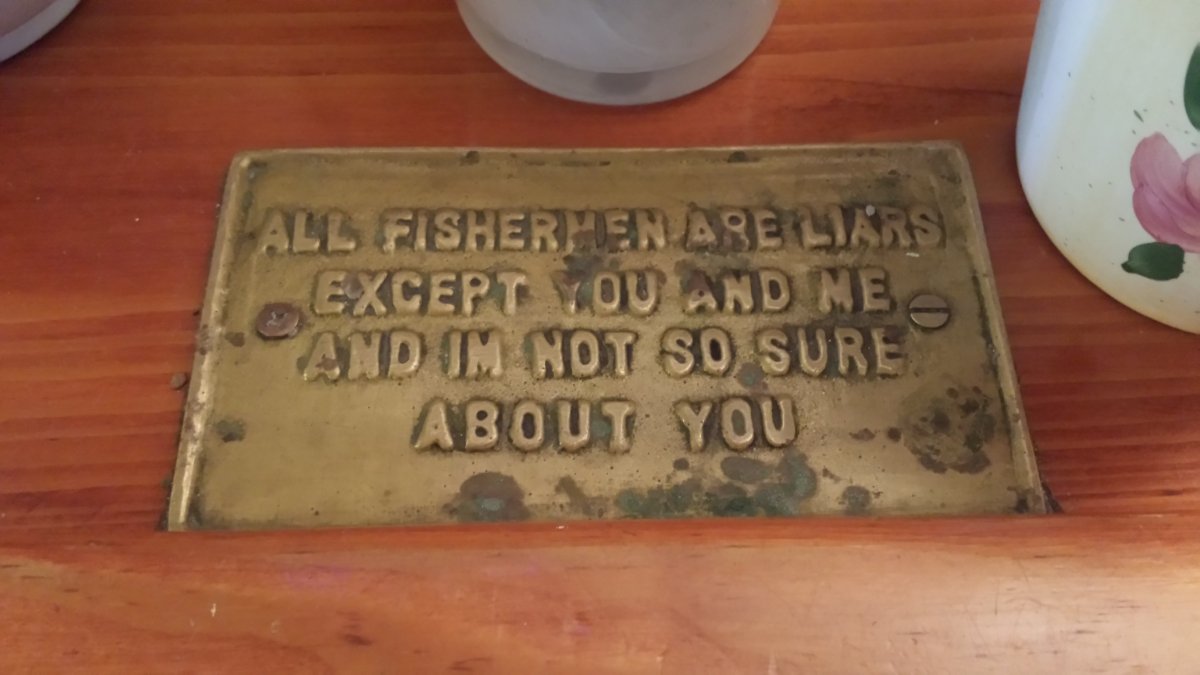 ALL FISHERMEN ARE LIARS
EXCEPT YOU AND ME
AND IM NOT SO SURE
ABOUT YOU